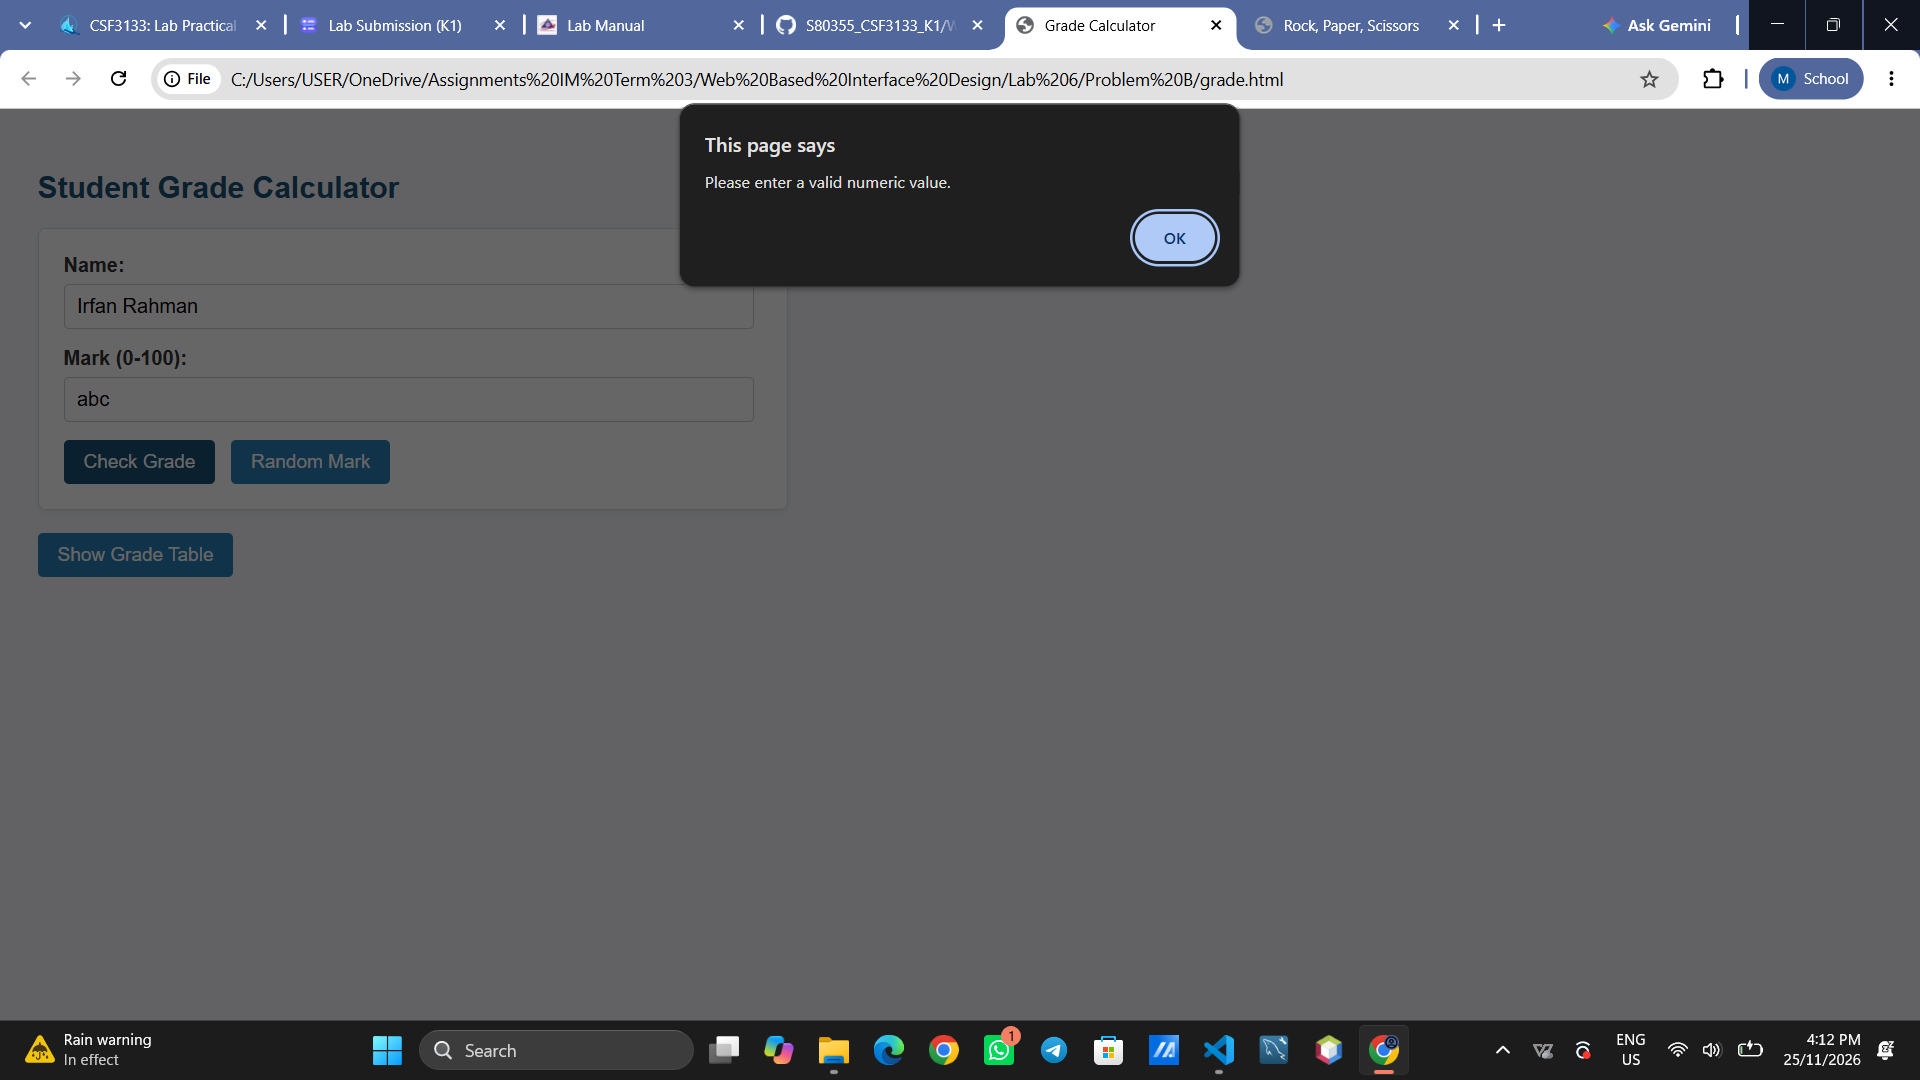 CSF3133: Lab Practical
Lab Submission (K1)
Lab Manual
S80355_CSF3133_K1/W
Grade Calculator
Rock, Paper, Scissors
Ask Gemini
File
C:/Users/USER/OneDrive/Assignments%20IM%20Term%203/Web%20Based%20Interface%20Design/Lab%206/Problem%20B/grade.html
M
School
This page says
Please enter a valid numeric value.
OK
Student Grade Calculator
Name:
Irfan Rahman
Mark (0-100):
abc
Check Grade
Random Mark
Show Grade Table
Rain warning
In effect
Search
1
ENG
US
4:12 PM
25/11/2026